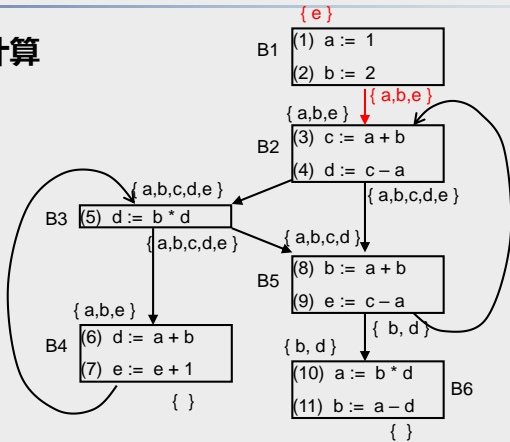 计算
{ e }
B1
(1) a := 1
(2) b := 2
{ a,b,e }
{ a,b,e }
B2
(3) c := a + b
(4) d := c – a
{ a,b,c,d,e }
{ a,b,c,d,e }
B3
(5) d := b * d
{ a,b,c,d,e }
{ a,b,c,d }
B5
(8) b := a + b
(9) e := c – a
{ a,b,e }
B4
(6) d := a + b
(7) e := e + 1
{ b, d }
{ b, d }
(10) a := b * d
(11) b := a – d
B6
{ }
{ }